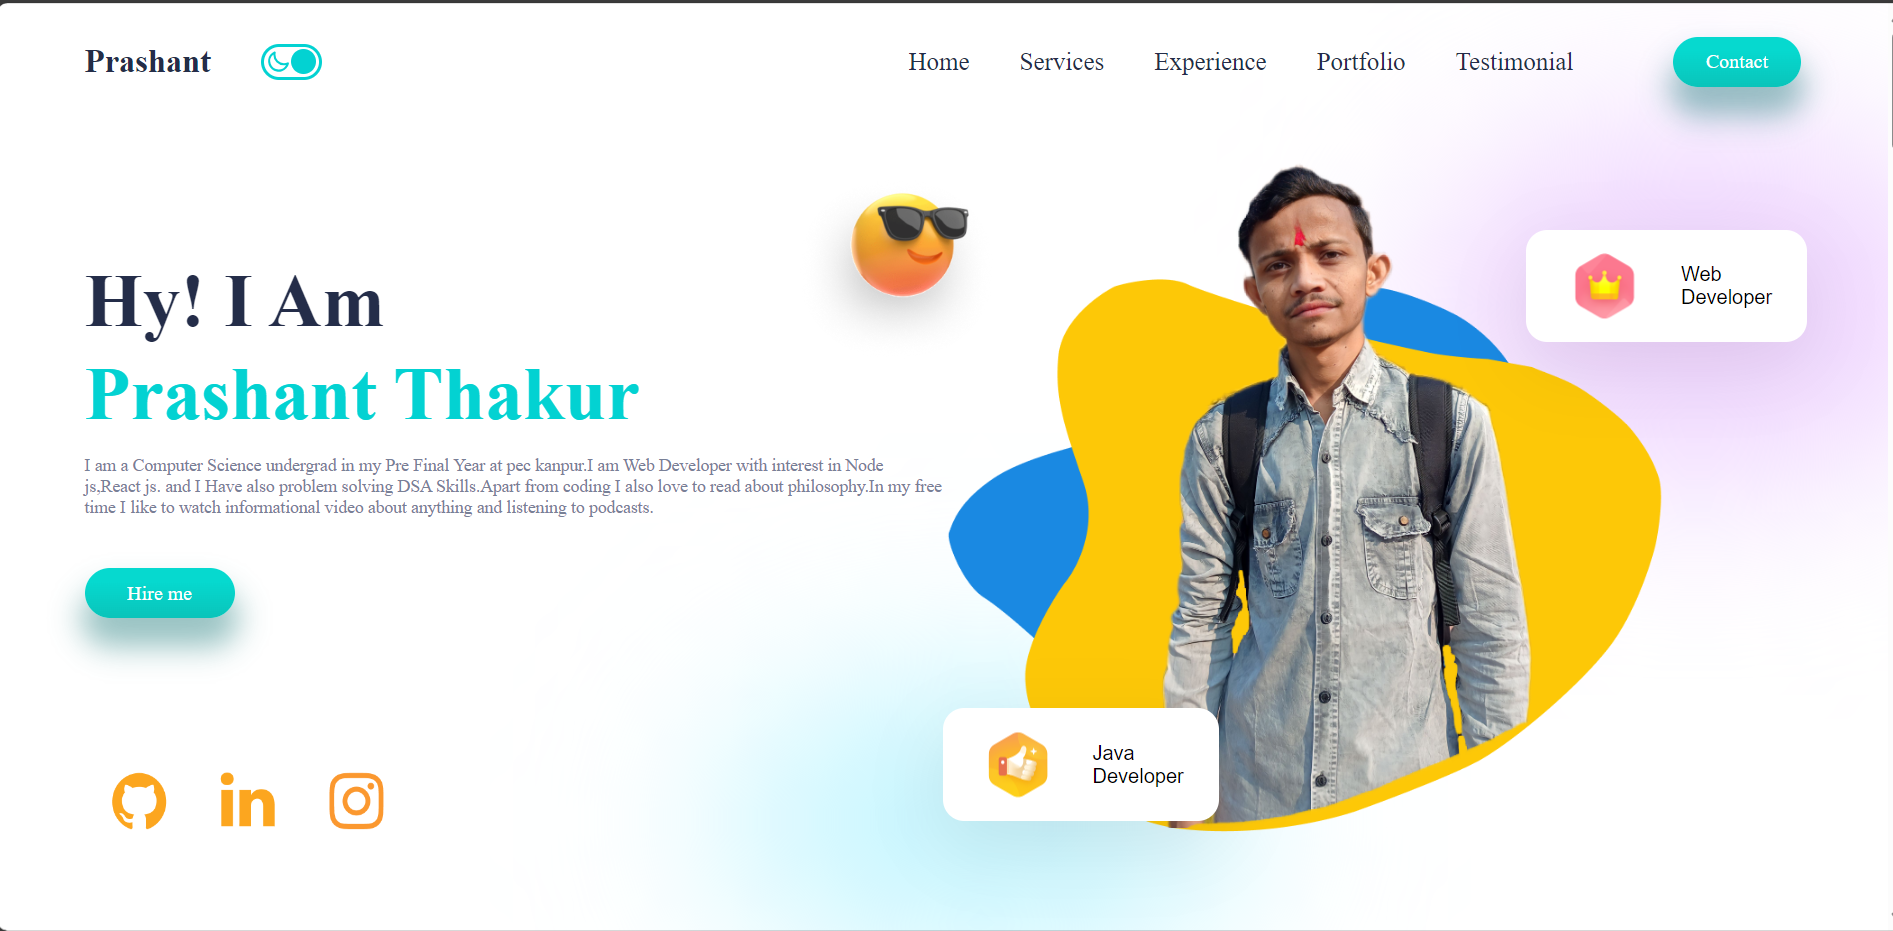 Prashant
Home Services Experience Portfolio Testimonial Contact
Hy! I Am
Prashant Thakur
I am a Computer Science undergrad in my Pre Final Year at pec kanpur.I am Web Developer with interest in Node
js,React js. and I Have also problem solving DSA Skills.Apart from coding I also love to read about philosophy.In my free
time I like to watch informational video about anything and listening to podcasts.
Hire me
Web
Developer
Java
Developer